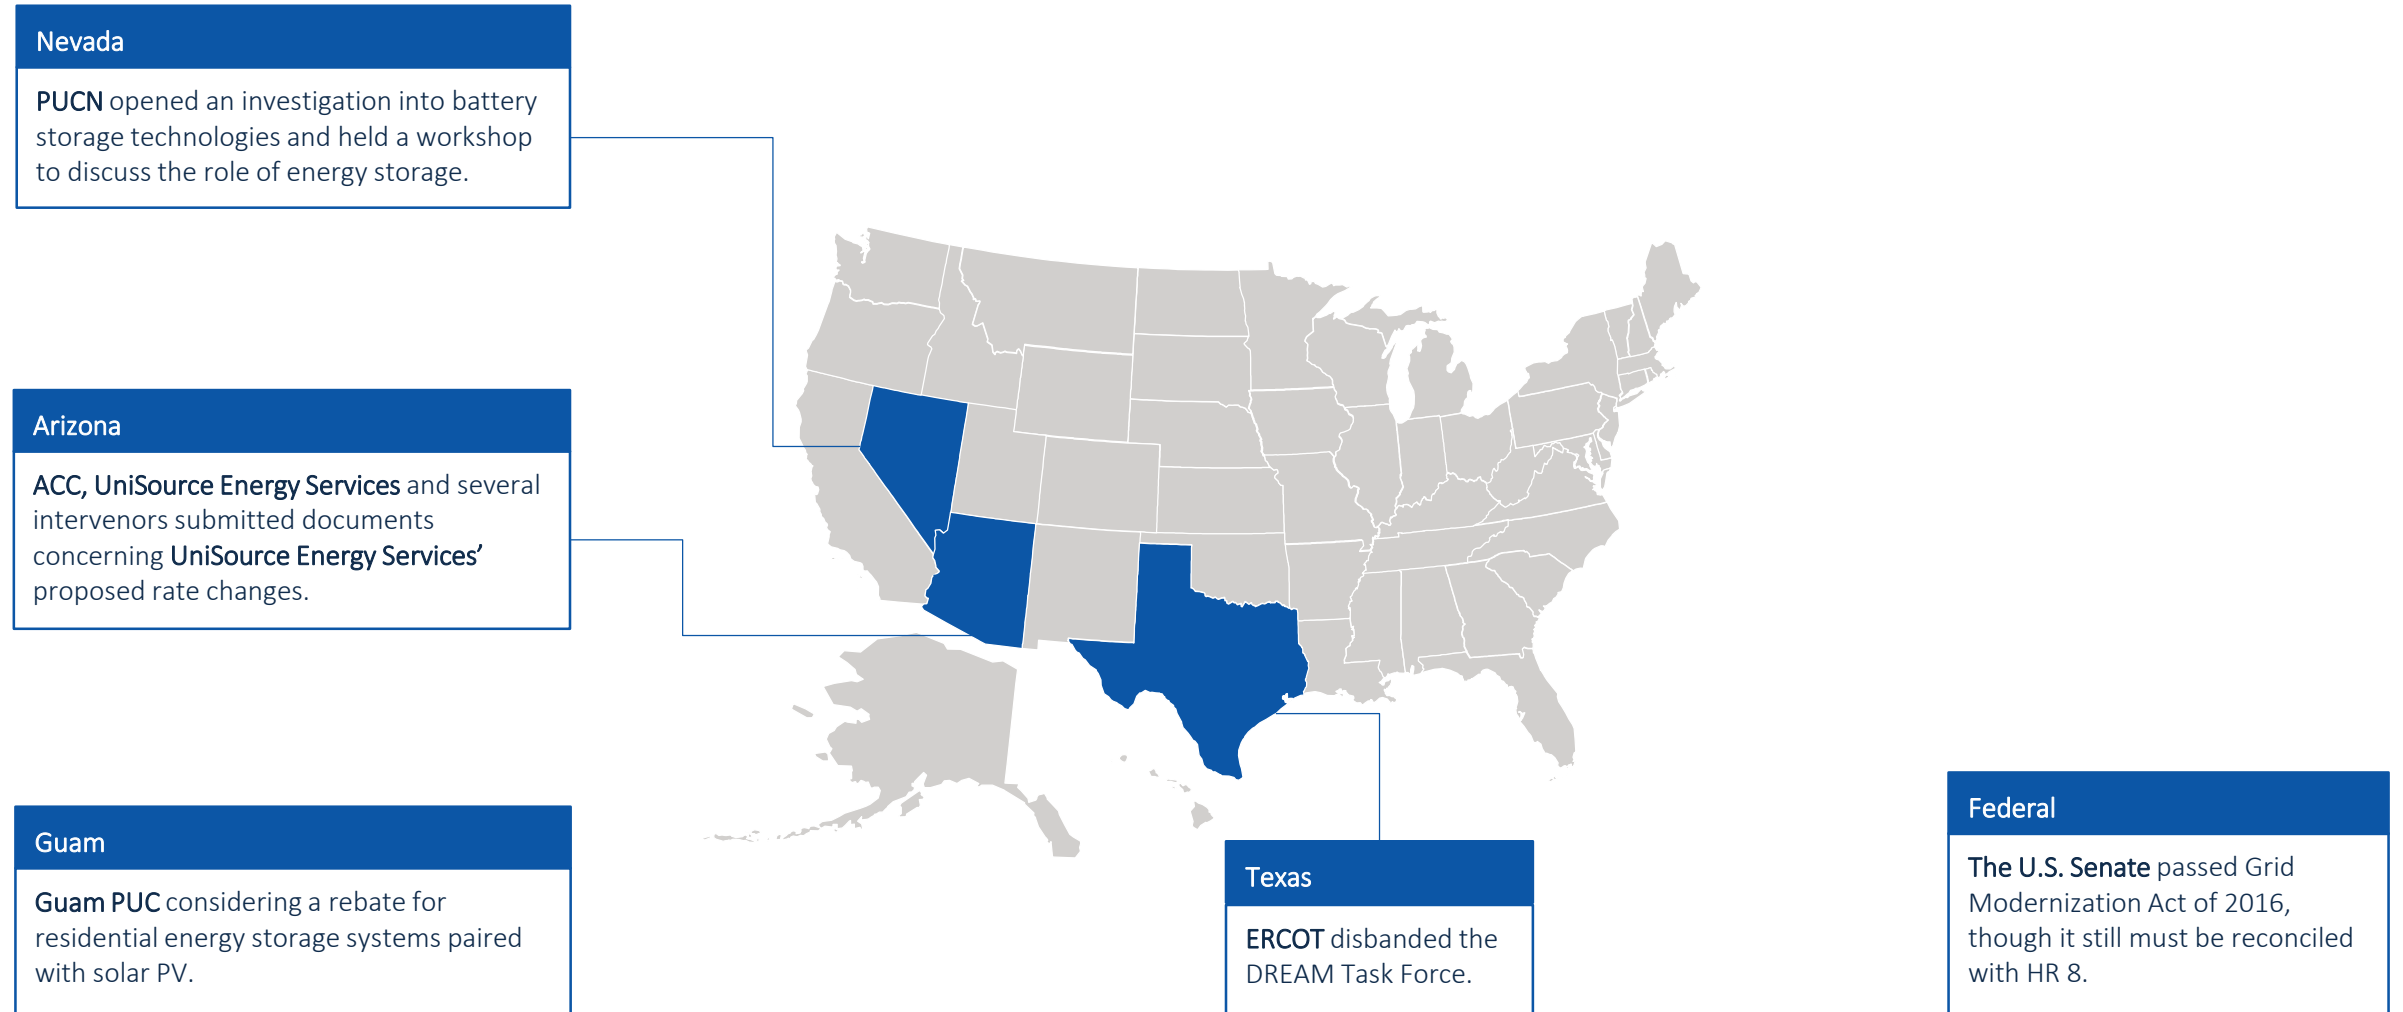 Nevada
PUCN opened an investigation into battery
storage technologies and held a workshop
to discuss the role of energy storage.
Arizona
ACC, UniSource Energy Services and several
intervenors submitted documents
concerning UniSource Energy Services’
proposed rate changes.
Guam
Guam PUC considering a rebate for
residential energy storage systems paired
with solar PV.
Texas
ERCOT disbanded the
DREAM Task Force.
Federal
The U.S. Senate passed Grid
Modernization Act of 2016,
though it still must be reconciled
with HR 8.